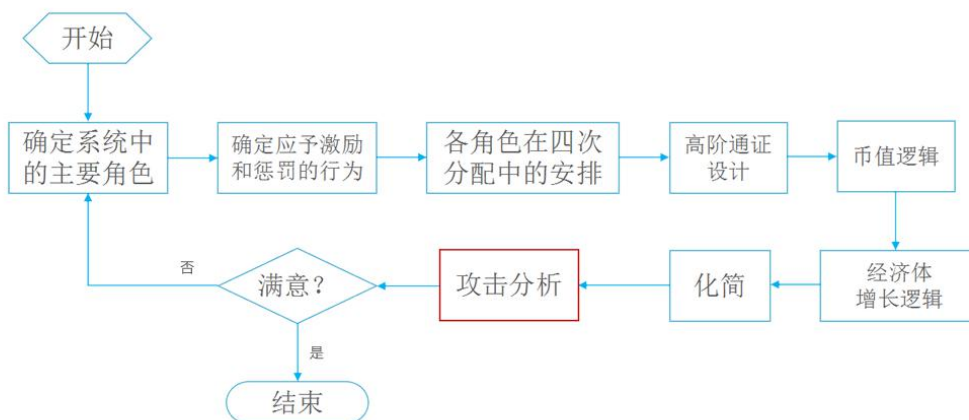 开始
确定系统中
的主要角色
确定应予激励
和惩罚的行为
各角色在四次
分配中的安排
高阶通证
设计
币值逻辑
经济体
增长逻辑
化简
攻击分析
满意？
否
是
结束